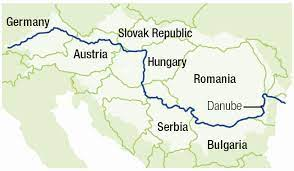 Germany
Slovak Republic
Austria
Hungary
Romania
Danube
Serbia
Bulgaria